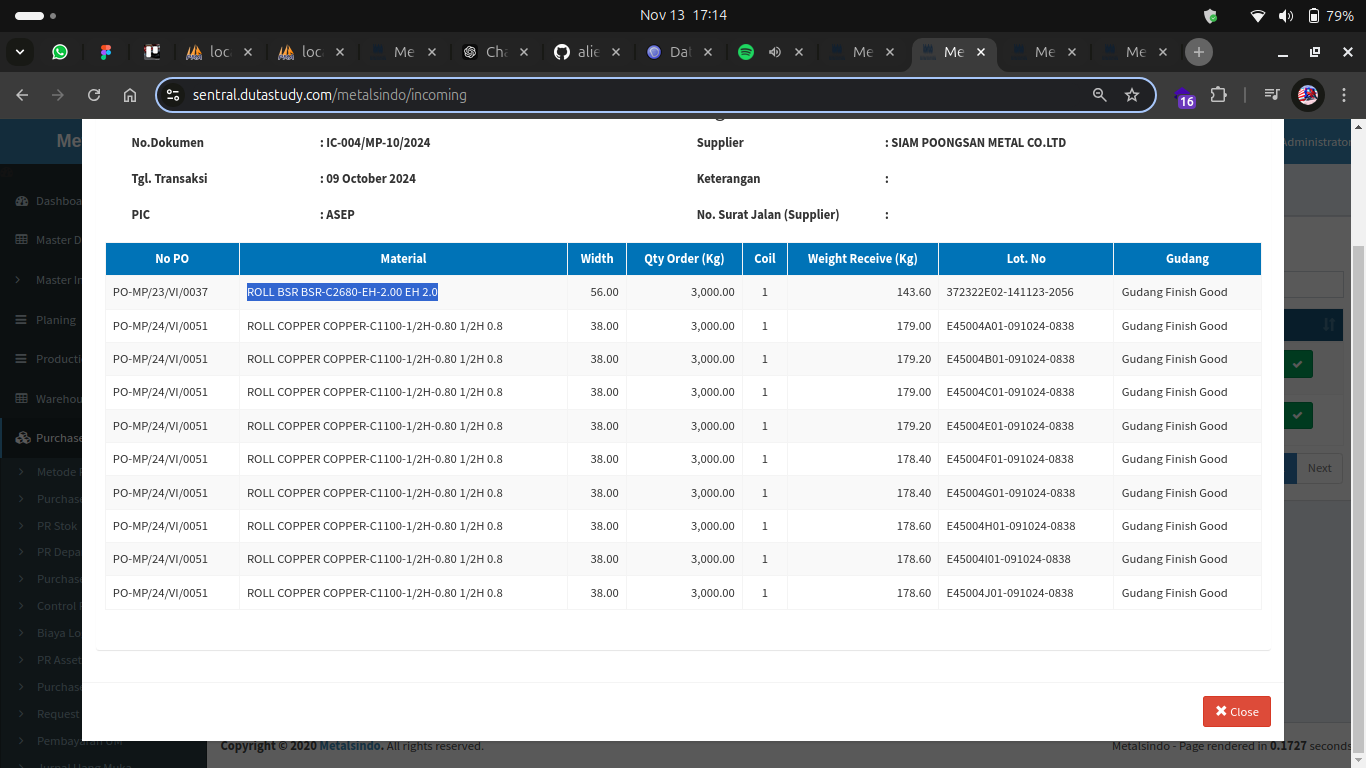 Nov 13 17:14
79%
loca
loca
Me
Cha
alie
Dat
Me
Me
Me
Me
sentral.dutastudy.com/metalsindo/incoming
16
Me
Administrator
No.Dokumen : IC-004/MP-10/2024 Supplier : SIAM POONGSAN METAL CO.LTD
Tgl. Transaksi : 09 October 2024 Keterangan :
PIC : ASEP No. Surat Jalan (Supplier) :
No PO Material Width Qty Order (Kg) Coil Weight Receive (Kg) Lot. No Gudang
PO-MP/23/VI/0037 ROLL BSR BSR-C2680-EH-2.00 EH 2.0 56.00 3,000.00 1 143.60 372322E02-141123-2056 Gudang Finish Good
PO-MP/24/VI/0051 ROLL COPPER COPPER-C1100-1/2H-0.80 1/2H 0.8 38.00 3,000.00 1 179.00 E45004A01-091024-0838 Gudang Finish Good
PO-MP/24/VI/0051 ROLL COPPER COPPER-C1100-1/2H-0.80 1/2H 0.8 38.00 3,000.00 1 179.20 E45004B01-091024-0838 Gudang Finish Good
PO-MP/24/VI/0051 ROLL COPPER COPPER-C1100-1/2H-0.80 1/2H 0.8 38.00 3,000.00 1 179.00 E45004C01-091024-0838 Gudang Finish Good
PO-MP/24/VI/0051 ROLL COPPER COPPER-C1100-1/2H-0.80 1/2H 0.8 38.00 3,000.00 1 179.20 E45004E01-091024-0838 Gudang Finish Good
PO-MP/24/VI/0051 ROLL COPPER COPPER-C1100-1/2H-0.80 1/2H 0.8 38.00 3,000.00 1 178.40 E45004F01-091024-0838 Gudang Finish Good
PO-MP/24/VI/0051 ROLL COPPER COPPER-C1100-1/2H-0.80 1/2H 0.8 38.00 3,000.00 1 178.40 E45004G01-091024-0838 Gudang Finish Good
PO-MP/24/VI/0051 ROLL COPPER COPPER-C1100-1/2H-0.80 1/2H 0.8 38.00 3,000.00 1 178.60 E45004H01-091024-0838 Gudang Finish Good
PO-MP/24/VI/0051 ROLL COPPER COPPER-C1100-1/2H-0.80 1/2H 0.8 38.00 3,000.00 1 178.60 E45004I01-091024-0838 Gudang Finish Good
PO-MP/24/VI/0051 ROLL COPPER COPPER-C1100-1/2H-0.80 1/2H 0.8 38.00 3,000.00 1 178.60 E45004J01-091024-0838 Gudang Finish Good
Close
Dashboa
Master D
Master In
Planing
Producti
Warehou
Purchase
Metode P
Purchase
PR Stok
PR Depa
Purchase
Control P
Biaya Lo
PR Asset
Purchase
Request
Pembayaran UM
Jurnal Uang Muka
Next
Copyright © 2020 Metalsindo. All rights reserved.
Metalsindo - Page rendered in 0.1727 seconds